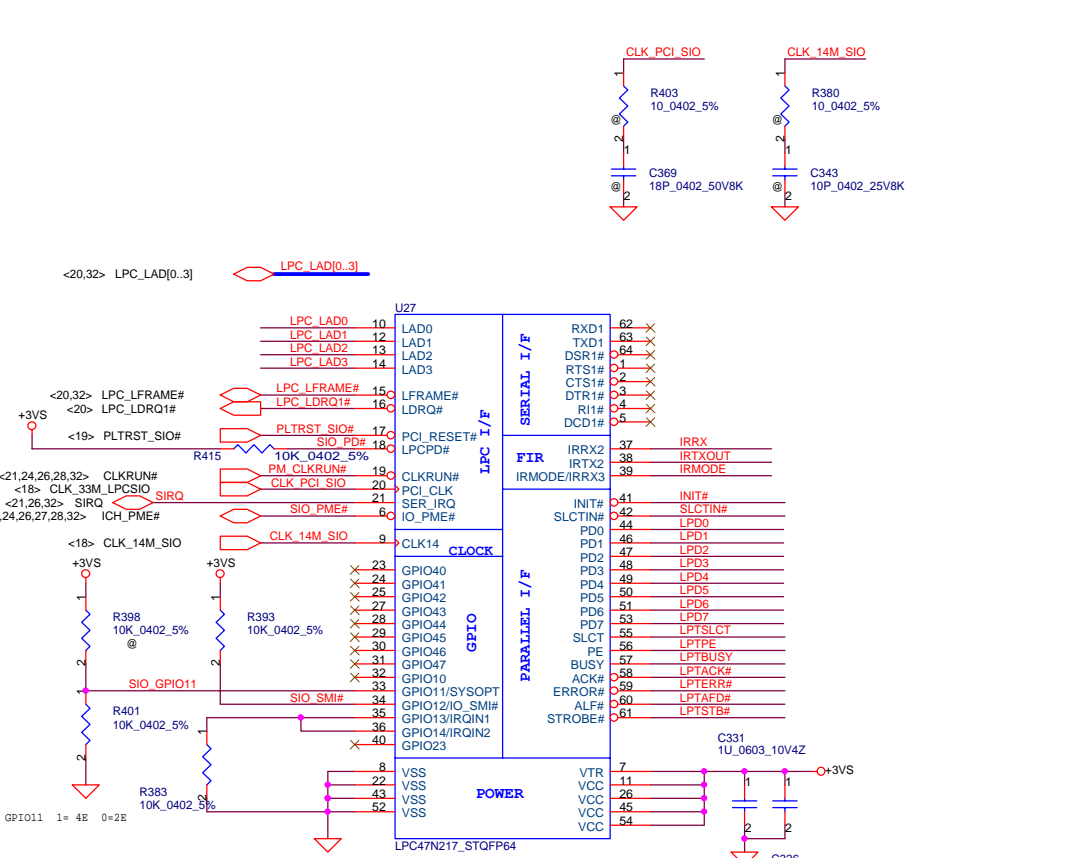 CLK_PCI_SIO CLK_14M_SIO
1 1
R403 R380
10_0402_5% 10_0402_5%
@ @
2 2
1 1
C369 C343
18P_0402_50V8K 10P_0402_25V8K
@ @
2 2
<20,32> LPC_LAD[0..3] LPC_LAD[0..3]
U27
LPC_LAD0 10 LAD0 RXD1 62
LPC_LAD1 12 LAD1 TXD1 63
LPC_LAD2 13 LAD2 DSR1# 64
LPC_LAD3 14 LAD3 RTS1# 1
CTS1# 2
<20,32> LPC_LFRAME# LPC_LFRAME# 15 LFRAME# DTR1# 3
<20> LPC_LDRQ1# LPC_LDRQ1# 16 LDRQ# RI1# 4
DCD1# 5
SERIAL I/F
+3VS
<19> PLTRST_SIO# PLTRST_SIO# 17 PCI_RESET#
SIO_PD# 18 LPCPD#
R415 10K_0402_5%
LPC I/F
IRRX2 37 IRRX
IRTX2 38 IRTXOUT
IRMODE/IRRX3 39 IRMODE
FIR
<21,24,26,28,32> CLKRUN# PM_CLKRUN# 19 CLKRUN#
<18> CLK_33M_LPCSIO CLK_PCI_SIO 20 PCI_CLK
<21,26,32> SIRQ SIRQ 21 SER_IRQ
,24,26,27,28,32> ICH_PME# SIO_PME# 6 IO_PME#
<18> CLK_14M_SIO CLK_14M_SIO 9 CLK14
CLOCK
INIT# 41 INIT#
SLCTIN# 42 SLCTIN#
PD0 44 LPD0
PD1 46 LPD1
PD2 47 LPD2
PD3 48 LPD3
PD4 49 LPD4
PD5 50 LPD5
PD6 51 LPD6
PD7 53 LPD7
SLCT 55 LPTSLCT
PE 56 LPTPE
BUSY 57 LPTBUSY
ACK# 58 LPTACK#
ERROR# 59 LPTERR#
ALF# 60 LPTAFD#
STROBE# 61 LPTSTB#
PARALLEL I/F
+3VS +3VS
1 1
R398 R393
10K_0402_5% 10K_0402_5%
@
2 2
23 GPIO40
24 GPIO41
25 GPIO42
27 GPIO43
28 GPIO44
29 GPIO45
30 GPIO46
31 GPIO47
32 GPIO10
SIO_GPIO11 33 GPIO11/SYSOPT
SIO_SMI# 34 GPIO12/IO_SMI#
35 GPIO13/IRQIN1
36 GPIO14/IRQIN2
40 GPIO23
GPIO
1
R401
10K_0402_5%
2
1
R383
10K_0402_5%
2
GPIO11 1= 4E 0=2E
8 VSS VTR 7
22 VSS VCC 11
43 VSS VCC 26
52 VSS VCC 45
VCC 54
POWER
LPC47N217_STQFP64
C331
1U_0603_10V4Z
+3VS
1 1
2 2